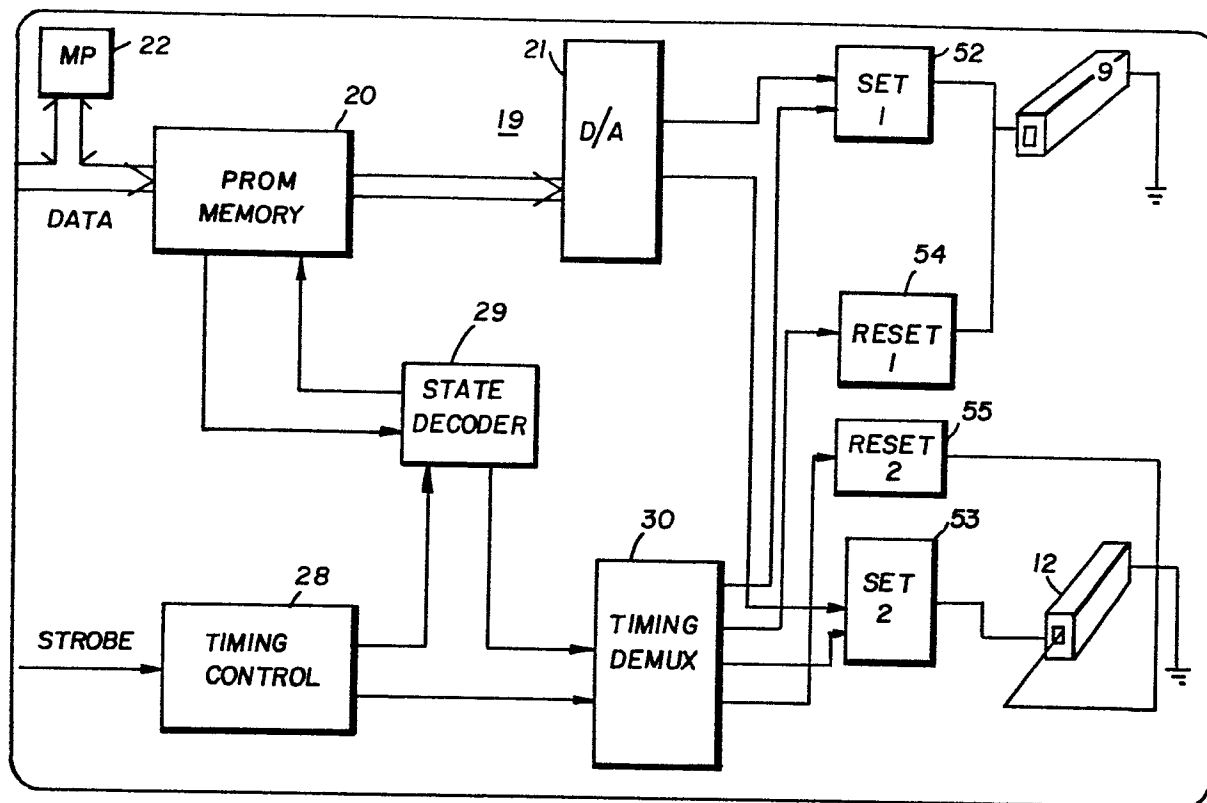 MP
22
20
PROM
MEMORY
DATA
19
21
D/A
52
SET
1
9
54
RESET
1
29
STATE
DECODER
55
RESET
2
53
SET
2
12
30
TIMING
DEMUX
28
STROBE
TIMING
CONTROL